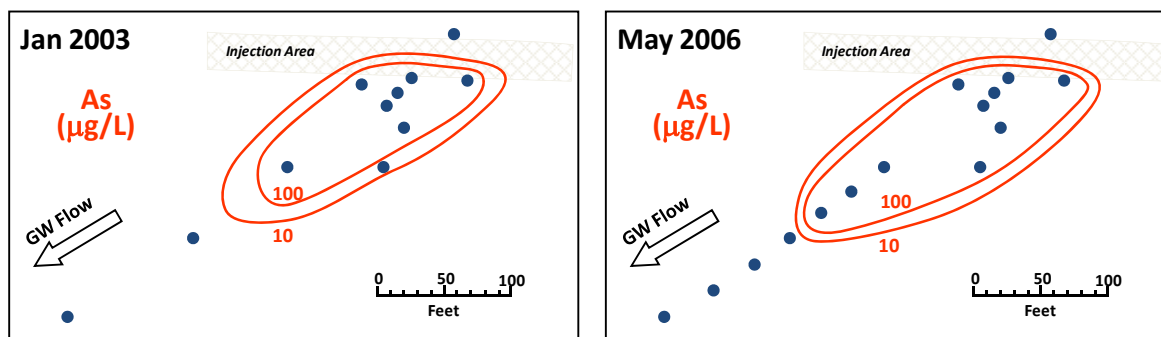 Jan 2003
Injection Area
As
(μg/L)
100
10
GW Flow
0 50 100
Feet
May 2006
Injection Area
As
(μg/L)
100
10
GW Flow
0 50 100
Feet